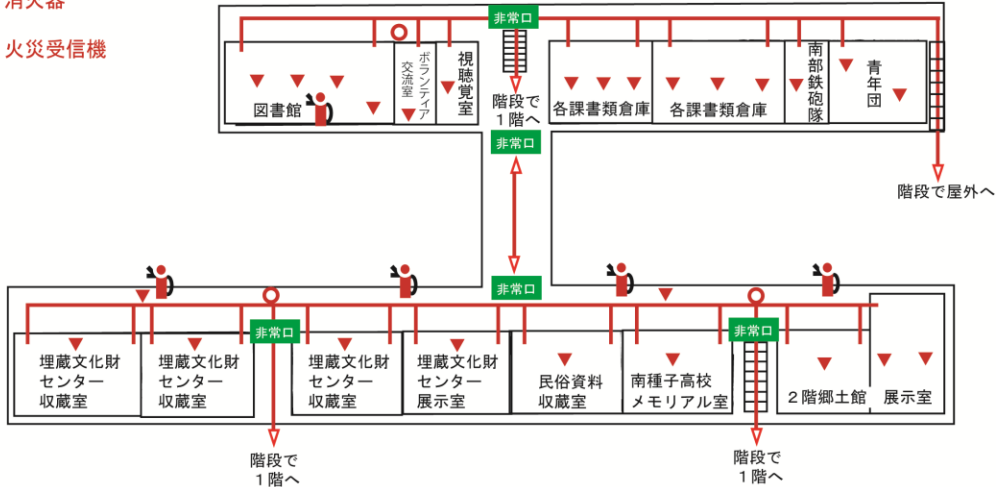 消火器
火災受信機
非常口
図書館
ボランティア
交流室
視聴覚室
階段で
1階へ
各課書類倉庫
各課書類倉庫
南部鉄砲隊
青年団
非常口
階段で屋外へ
非常口
非常口
非常口
埋蔵文化財
センター
収蔵室
埋蔵文化財
センター
収蔵室
埋蔵文化財
センター
収蔵室
埋蔵文化財
センター
展示室
民俗資料
収蔵室
南種子高校
メモリアル室
2階郷土館
展示室
階段で
1階へ
階段で
1階へ